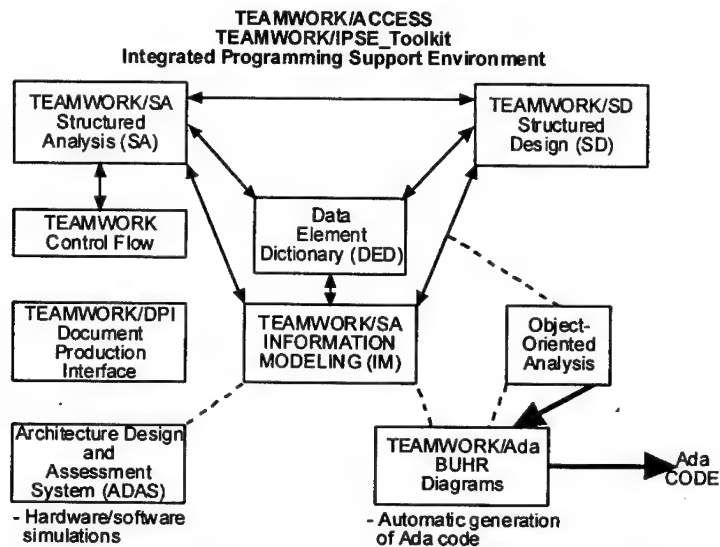 TEAMWORK/ACCESS
TEAMWORK/IPSE_Toolkit
Integrated Programming Support Environment
TEAMWORK/SA
Structured
Analysis (SA)
TEAMWORK/SD
Structured
Design (SD)
TEAMWORK
Control Flow
Data
Element
Dictionary (DED)
TEAMWORK/DPI
Document
Production
Interface
TEAMWORK/SA
INFORMATION
MODELING (IM)
Object-
Oriented
Analysis
Architecture Design
and
Assessment
System (ADAS)
- Hardware/software
simulations
TEAMWORK/Ada
BUHR
Diagrams
- Automatic generation
of Ada code
Ada
CODE